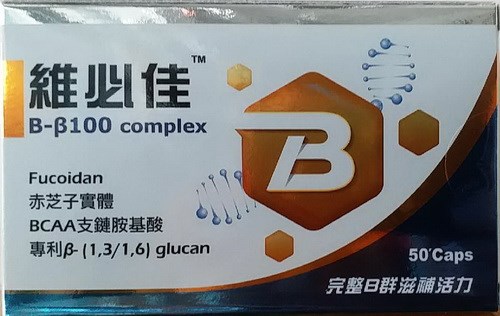 維必佳™
B-β100 complex
B
Fucoidan
赤芝子實體
BCAA支鏈胺基酸
專利β- (1,3/1,6) glucan
50'Caps
完整B群滋補活力